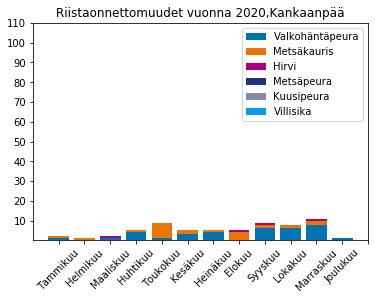 Riistaonnettomuudet vuonna 2020,Kankaanpää
110
100
90
80
70
60
50
40
30
20
10
Valkohäntäpeura
Metsäkauris
Hirvi
Metsäpeura
Kuusipeura
Villisika
Tammikuu
Helmikuu
Maaliskuu
Huhtikuu
Toukokuu
Kesäkuu
Heinäkuu
Elokuu
Syyskuu
Lokakuu
Marraskuu
Joulukuu